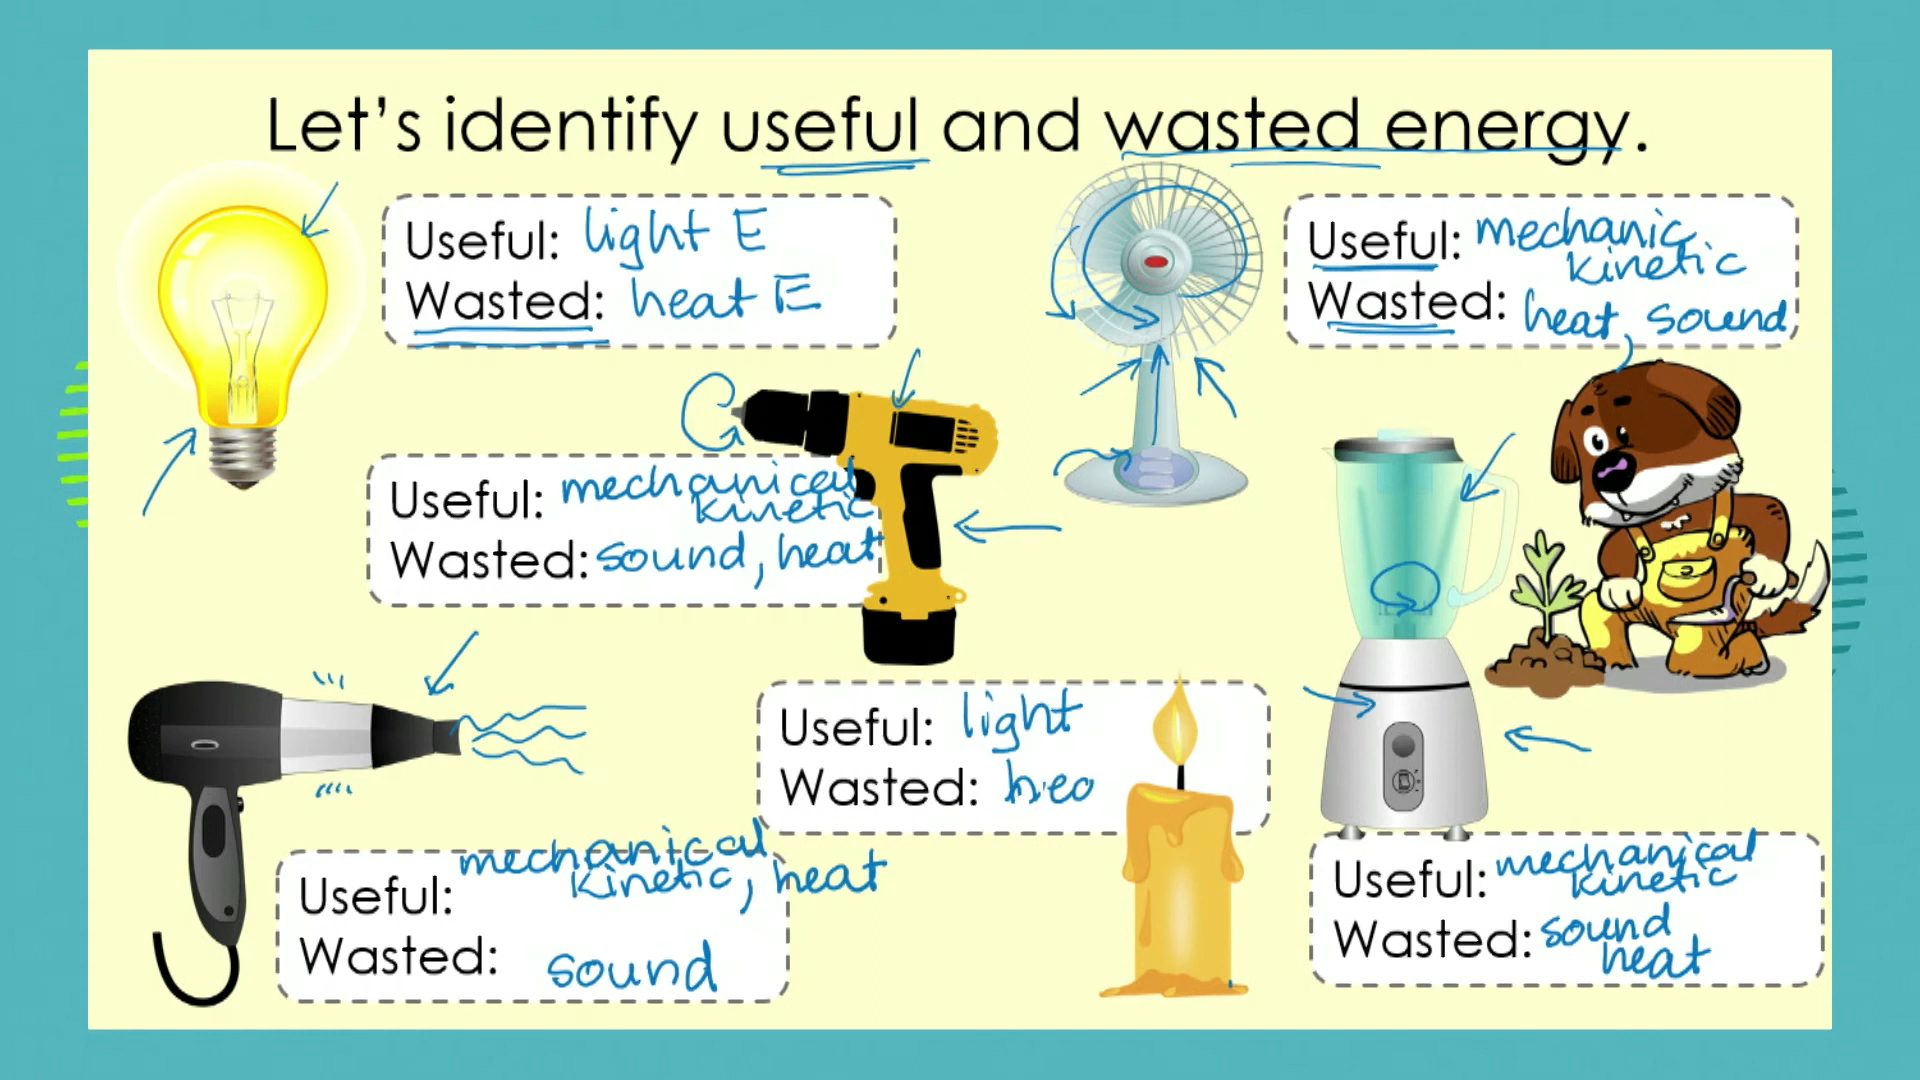 Let's identify useful and wasted energy.
Useful: light E
Wasted: heat E
Useful: mechanic
kinetic
Wasted: heat, sound
Useful: mechanical
kinetic
Wasted: sound, heat
Useful: light
Wasted: hea
Useful: mechanical
kinetic, heat
Wasted: sound
Useful: mechanical
kinetic
Wasted: sound
heat